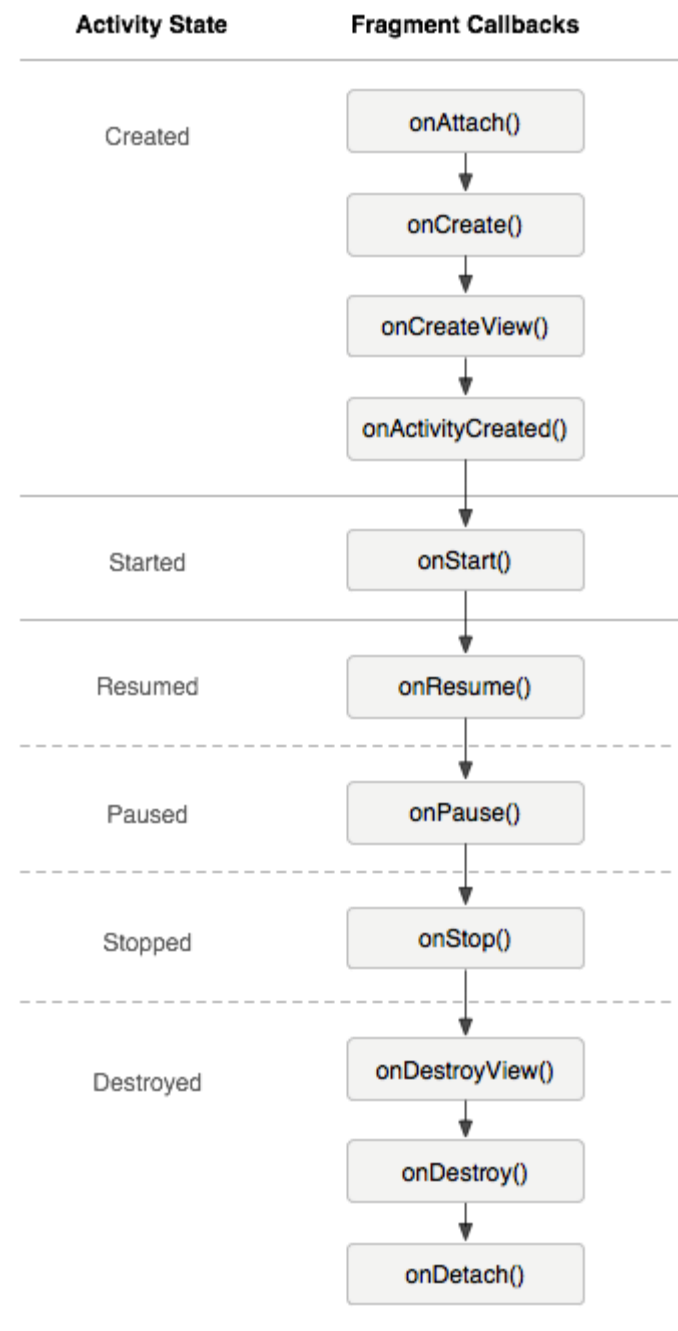 Activity State Fragment Callbacks
Created
onAttach()
onCreate()
onCreateView()
onActivityCreated()
Started
onStart()
Resumed
onResume()
Paused
onPause()
Stopped
onStop()
Destroyed
onDestroyView()
onDestroy()
onDetach()